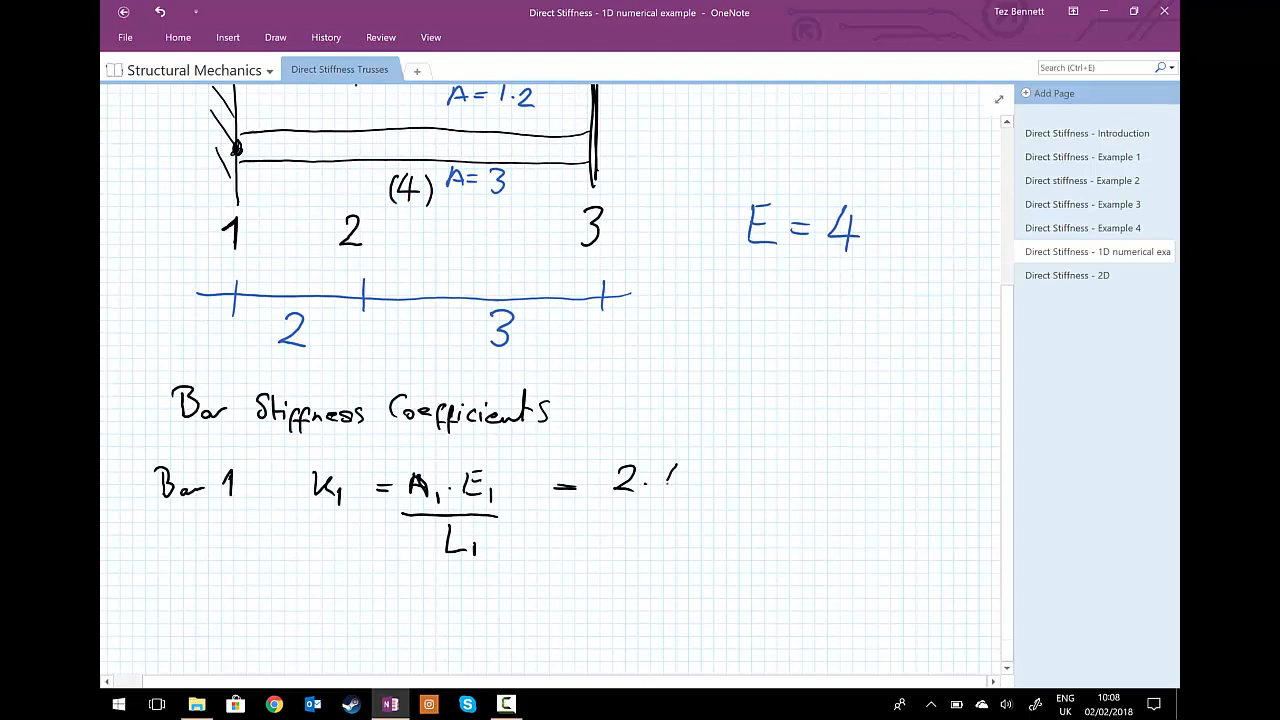 Direct Stiffness - 1D numerical example - OneNote
Tez Bennett
File Home Insert Draw History Review View
Structural Mechanics
Direct Stiffness Trusses
Search (Ctrl+E)
Add Page
Direct Stiffness - Introduction
Direct Stiffness - Example 1
Direct stiffness - Example 2
Direct Stiffness - Example 3
Direct Stiffness - Example 4
Direct Stiffness - 1D numerical exa
Direct Stiffness - 2D
A = 1.2
(4) A = 3
1 2 3
E = 4
2 3
Bar Stiffness Coefficients
Bar 1 K1 = A1 . E1 = 2 .
L1
ENG
UK
10:08
02/02/2018